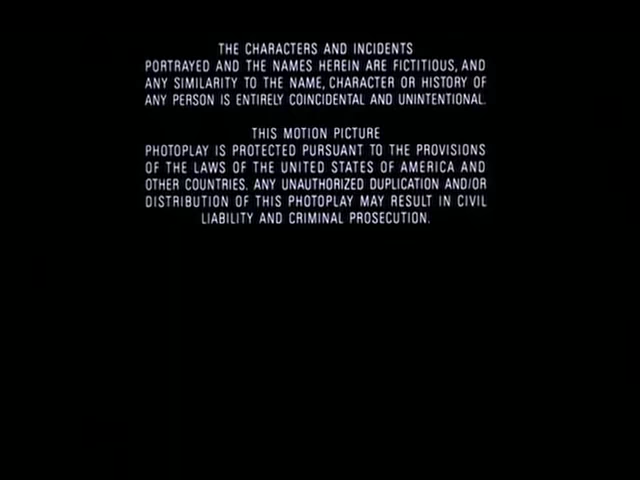 THE CHARACTERS AND INCIDENTS
PORTRAYED AND THE NAMES HEREIN ARE FICTITIOUS, AND
ANY SIMILARITY TO THE NAME, CHARACTER OR HISTORY OF
ANY PERSON IS ENTIRELY COINCIDENTAL AND UNINTENTIONAL.
THIS MOTION PICTURE
PHOTOPLAY IS PROTECTED PURSUANT TO THE PROVISIONS
OF THE LAWS OF THE UNITED STATES OF AMERICA AND
OTHER COUNTRIES. ANY UNAUTHORIZED DUPLICATION AND/OR
DISTRIBUTION OF THIS PHOTOPLAY MAY RESULT IN CIVIL
LIABILITY AND CRIMINAL PROSECUTION.